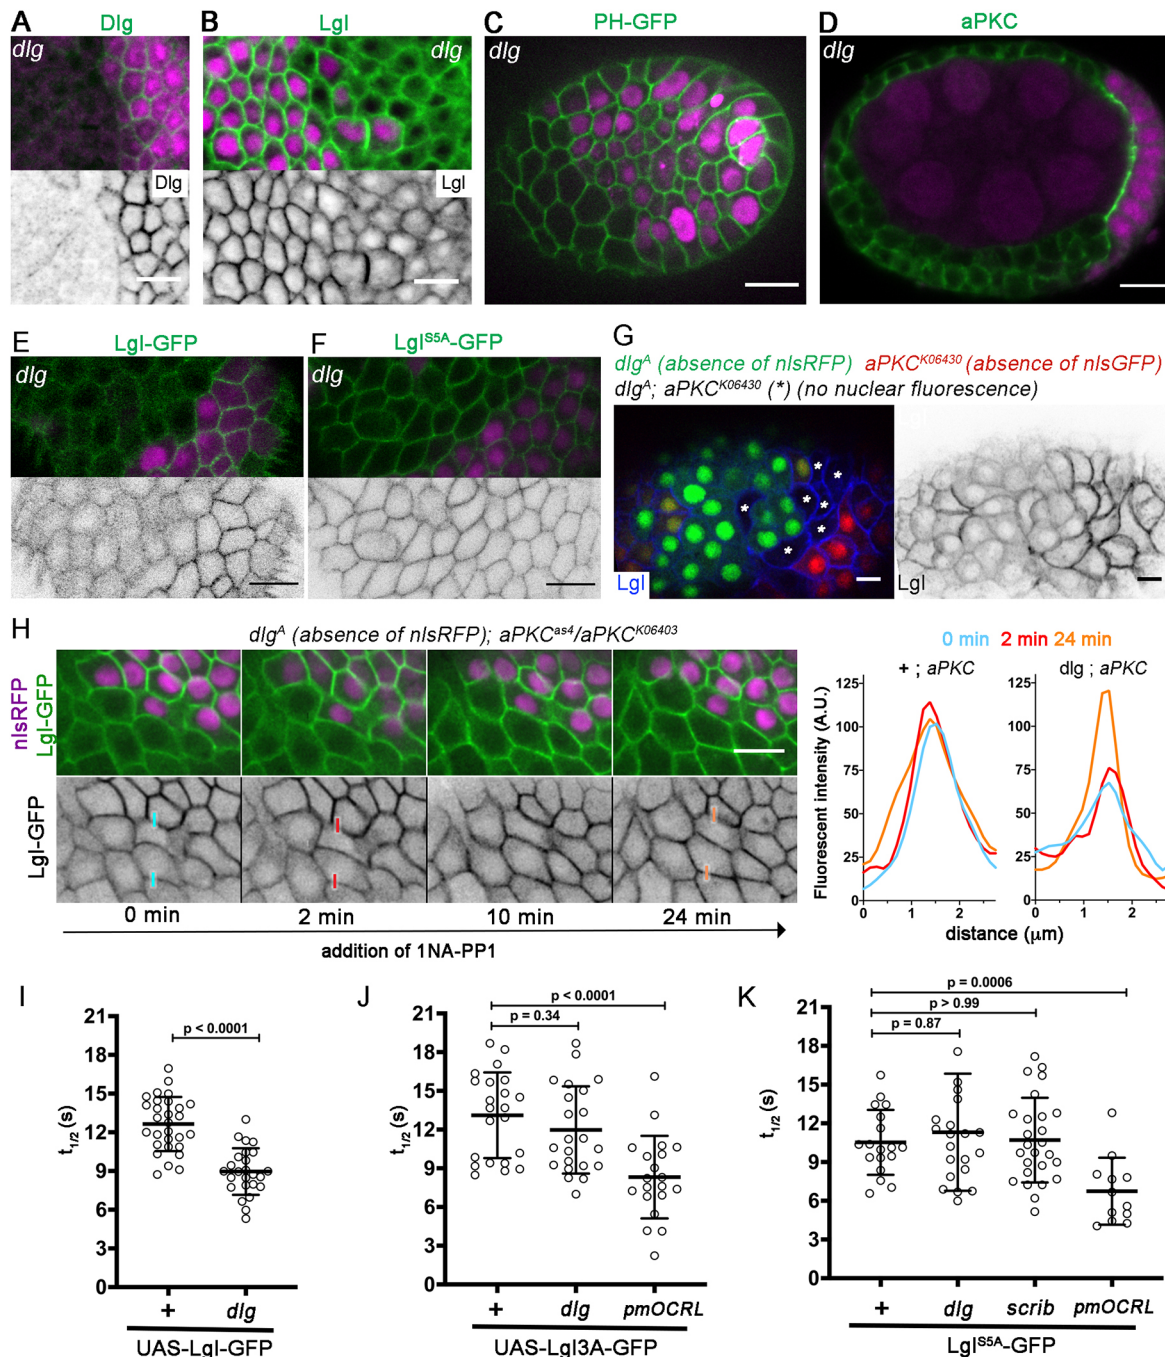 A
Dlg
dlg
Dlg
B
Lgl
dlg
Lgl
C
PH-GFP
dlg
D
aPKC
dlg
E
Lgl-GFP
dlg
F
Lgl^S5A-GFP
dlg
G
dlg^A (absence of nlsRFP) aPKC^K06430 (absence of nlsGFP)
dlg^A; aPKC^K06430 (*) (no nuclear fluorescence)
* * * * * * *
Lgl
Lgl
H
dlg^A (absence of nlsRFP); aPKC^as4/aPKC^K06403
nlsRFP
Lgl-GFP
Lgl-GFP
0 min 2 min 10 min 24 min
addition of 1NA-PP1
0 min 2 min 24 min
+ ; aPKC
dlg ; aPKC
Fluorescent intensity (A.U.)
125
100
75
50
25
0
0 1 2
125
100
75
50
25
0
0 1 2
distance (μm)
I
p < 0.0001
t1/2 (s)
21
18
15
12
9
6
3
0
+ dlg
UAS-Lgl-GFP
J
p < 0.0001
p = 0.34
t1/2 (s)
21
18
15
12
9
6
3
0
+ dlg pmOCRL
UAS-Lgl3A-GFP
K
p = 0.0006
p > 0.99
p = 0.87
t1/2 (s)
21
18
15
12
9
6
3
0
+ dlg scrib pmOCRL
Lgl^S5A-GFP